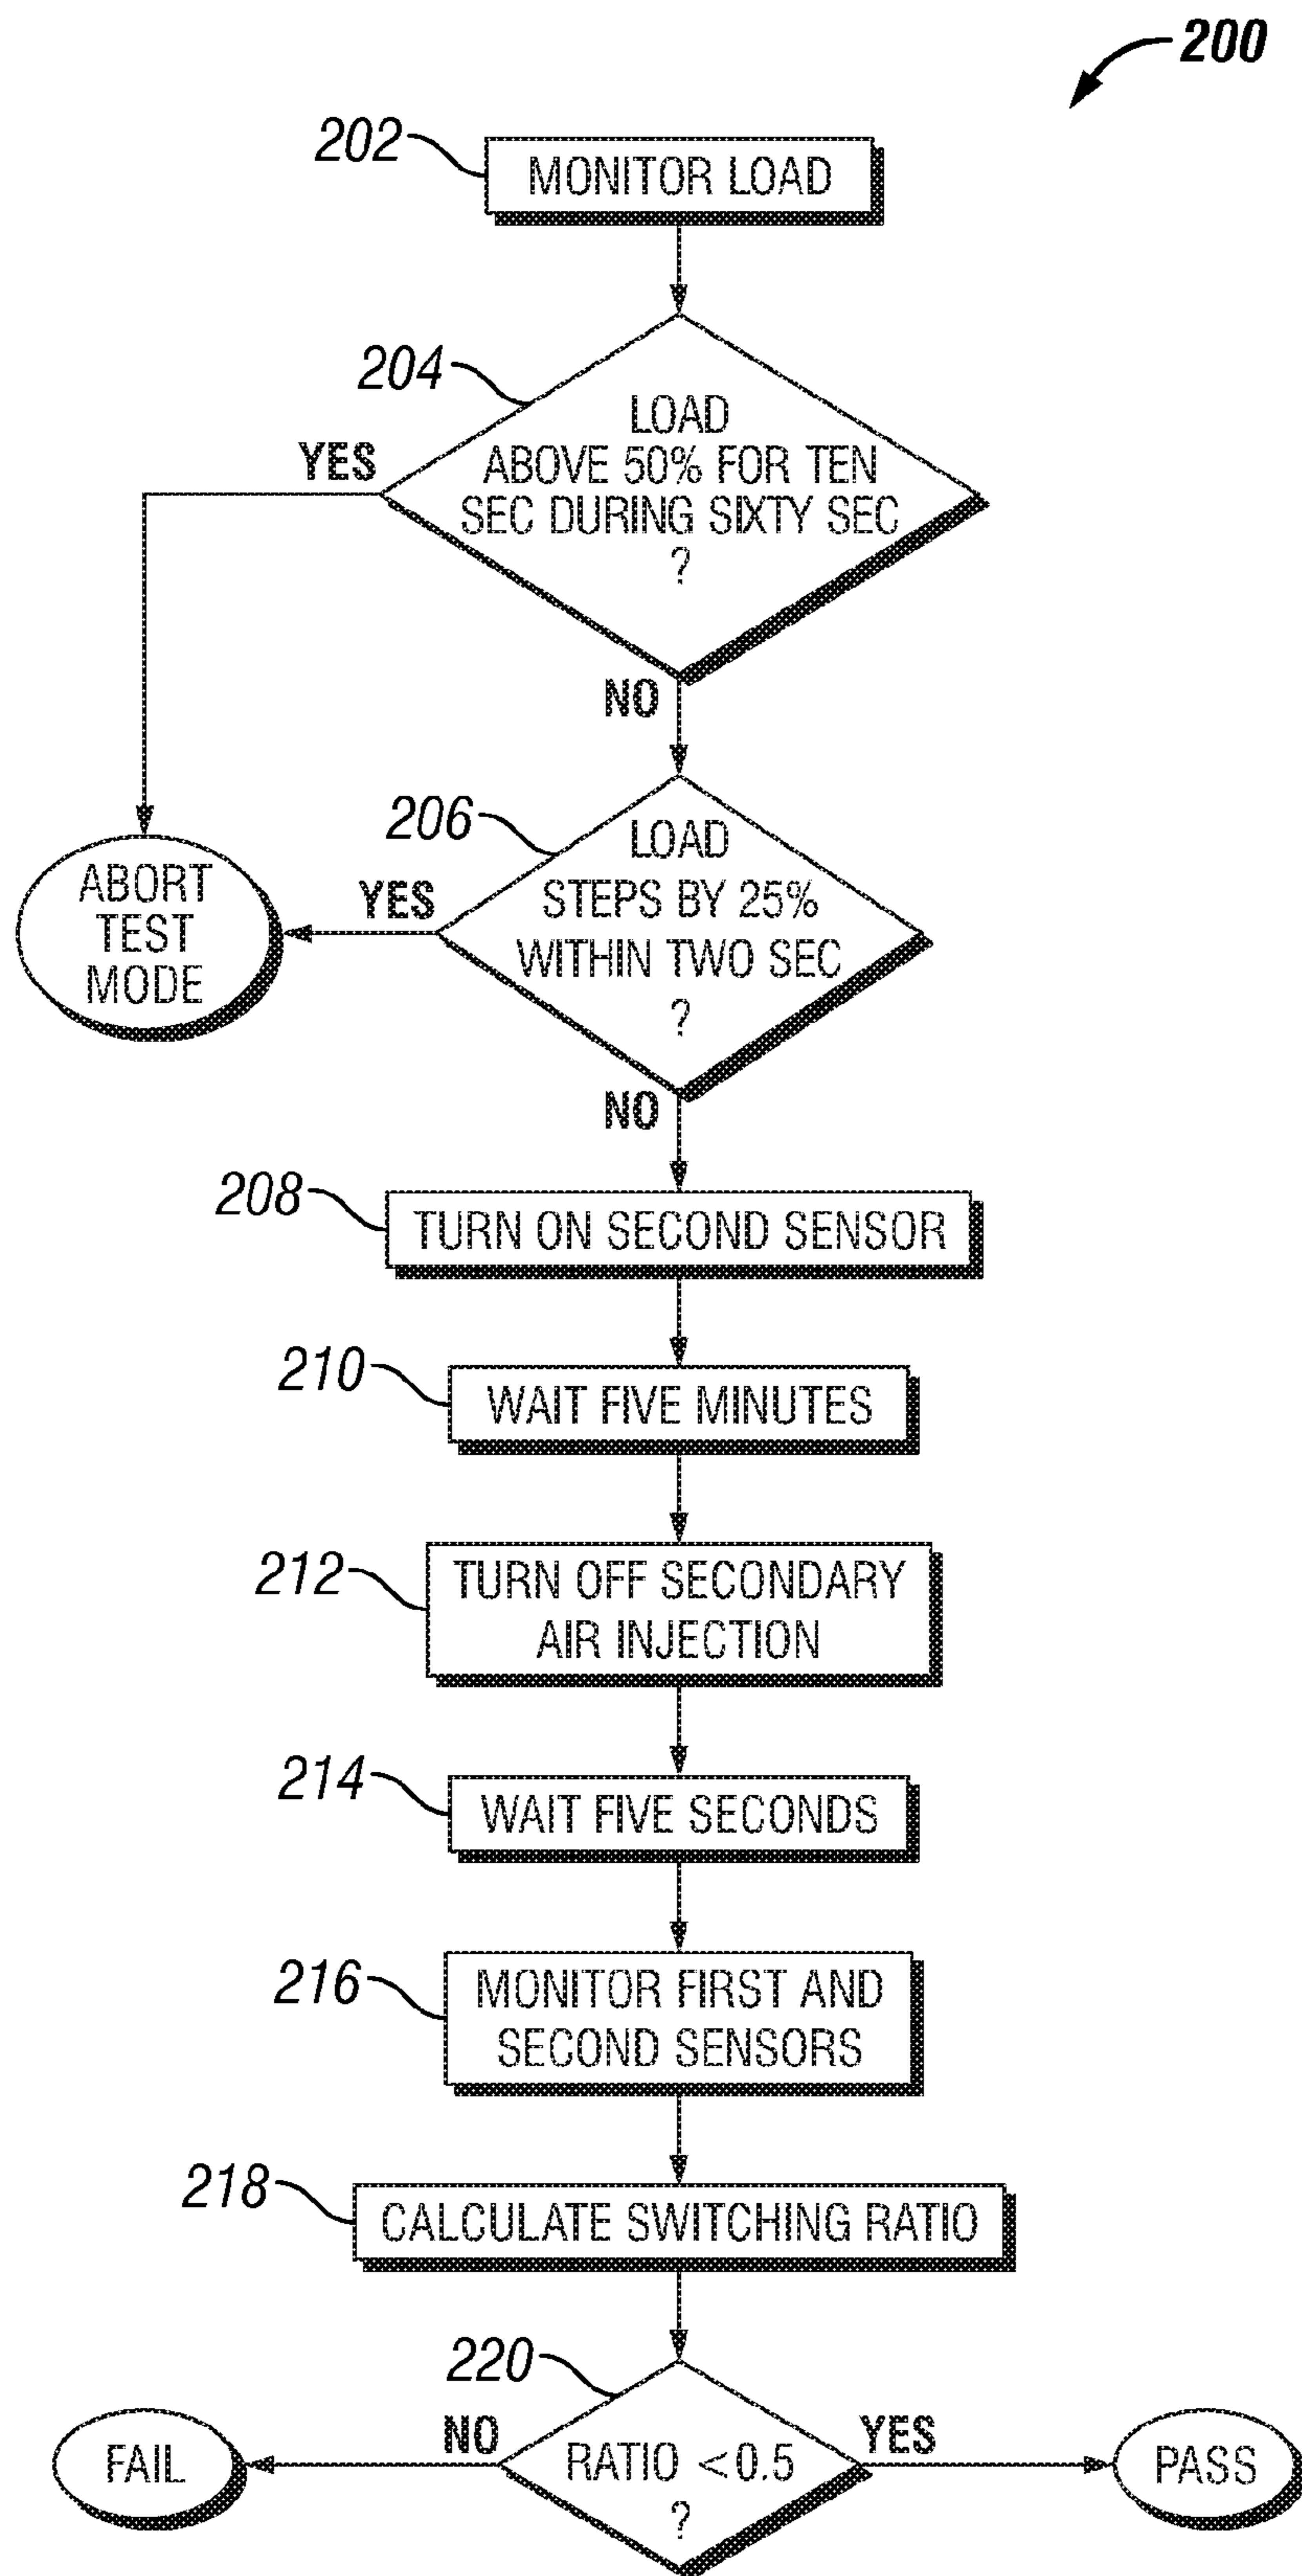 200
202
MONITOR LOAD
204
LOAD
ABOVE 50% FOR TEN
SEC DURING SIXTY SEC
?
YES
NO
206
LOAD
STEPS BY 25%
WITHIN TWO SEC
?
YES
ABORT
TEST
MODE
NO
208
TURN ON SECOND SENSOR
210
WAIT FIVE MINUTES
212
TURN OFF SECONDARY
AIR INJECTION
214
WAIT FIVE SECONDS
216
MONITOR FIRST AND
SECOND SENSORS
218
CALCULATE SWITCHING RATIO
220
RATIO <0.5
?
NO
FAIL
YES
PASS